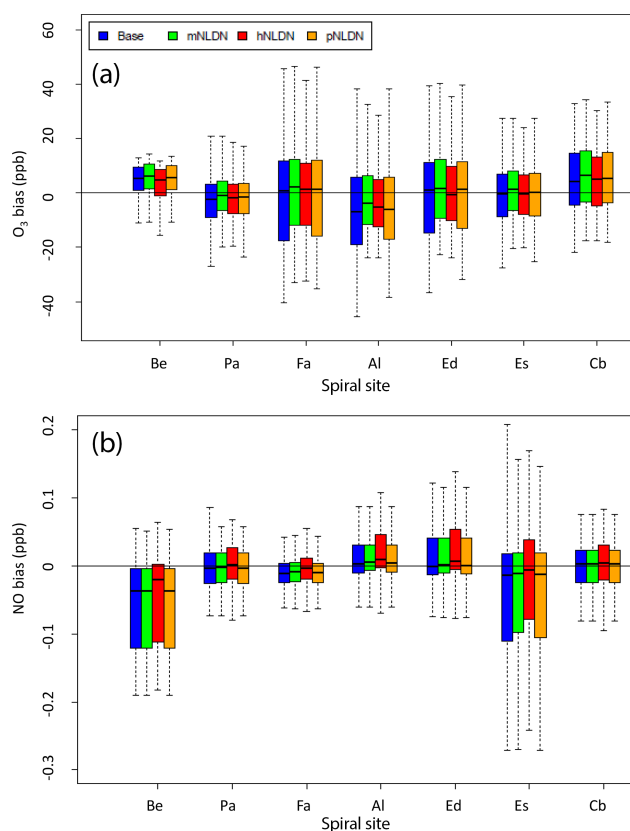 Base mNLDN hNLDN pNLDN
(a)
O3 bias (ppb)
60
40
20
0
-20
-40
Be Pa Fa Al Ed Es Cb
Spiral site
(b)
NO bias (ppb)
0.2
0.1
0
-0.1
-0.2
-0.3
Be Pa Fa Al Ed Es Cb
Spiral site